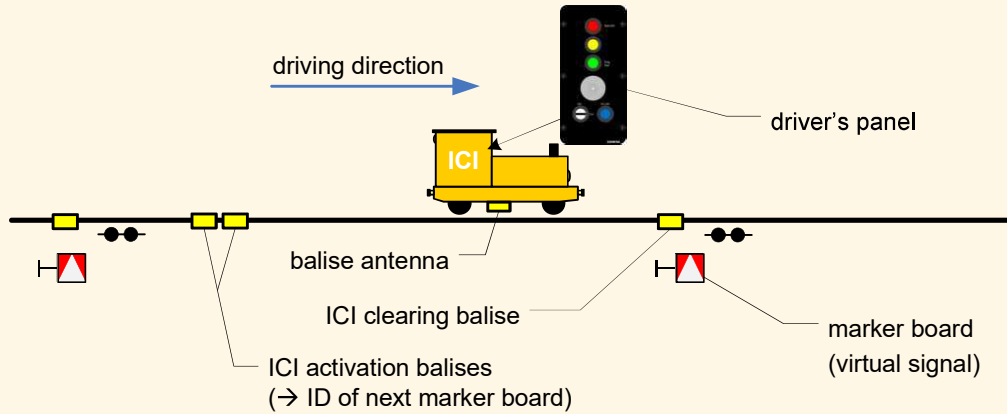 driving direction
driver's panel
ICI
balise antenna
ICI clearing balise
marker board
(virtual signal)
ICI activation balises
(→ ID of next marker board)